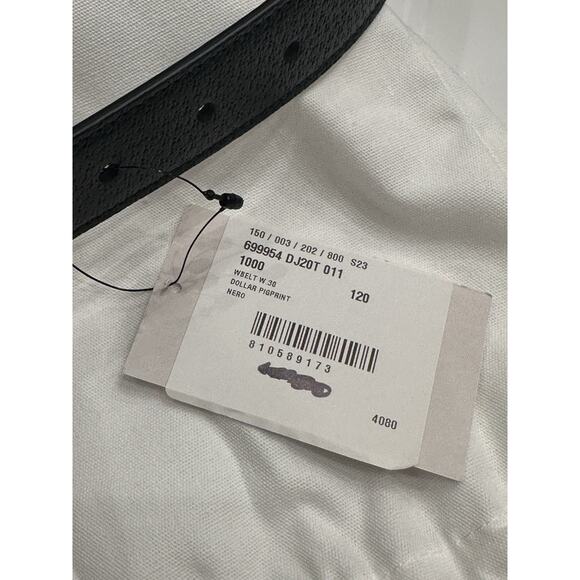 150 / 003 / 202 / 800 S23
699954 DJ20T 011
1000 120
WBELT W.30
DOLLAR PIGPRINT
NERO
810589173
4080